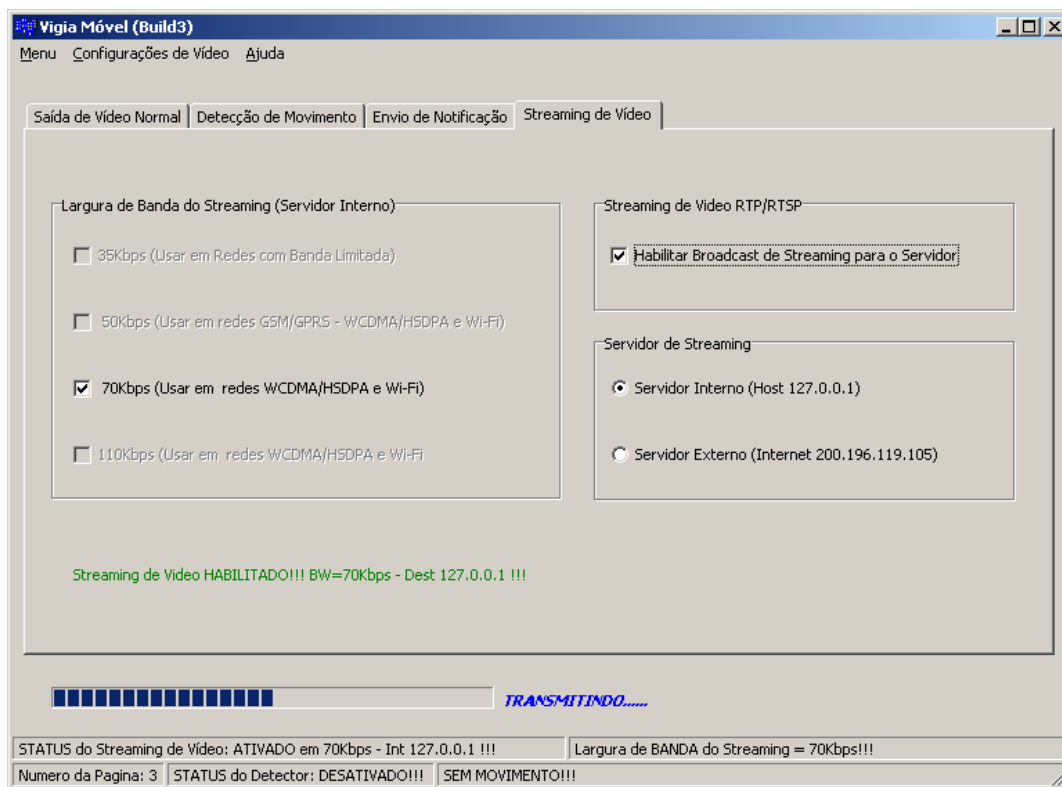 Vigia Móvel (Build3)
Menu Configurações de Vídeo Ajuda
Saída de Vídeo Normal Detecção de Movimento Envio de Notificação Streaming de Vídeo
Largura de Banda do Streaming (Servidor Interno)
35Kbps (Usar em Redes com Banda Limitada)
50Kbps (Usar em redes GSM/GPRS - WCDMA/HSDPA e Wi-Fi)
70Kbps (Usar em redes WCDMA/HSDPA e Wi-Fi)
110Kbps (Usar em redes WCDMA/HSDPA e Wi-Fi
Streaming de Video RTP/RTSP
Habilitar Broadcast de Streaming para o Servidor
Servidor de Streaming
Servidor Interno (Host 127.0.0.1)
Servidor Externo (Internet 200.196.119.105)
Streaming de Video HABILITADO!!! BW=70Kbps - Dest 127.0.0.1 !!!
TRANSMITINDO......
STATUS do Streaming de Vídeo: ATIVADO em 70Kbps - Int 127.0.0.1 !!! Largura de BANDA do Streaming = 70Kbps!!!
Numero da Pagina: 3 STATUS do Detector: DESATIVADO!!! SEM MOVIMENTO!!!